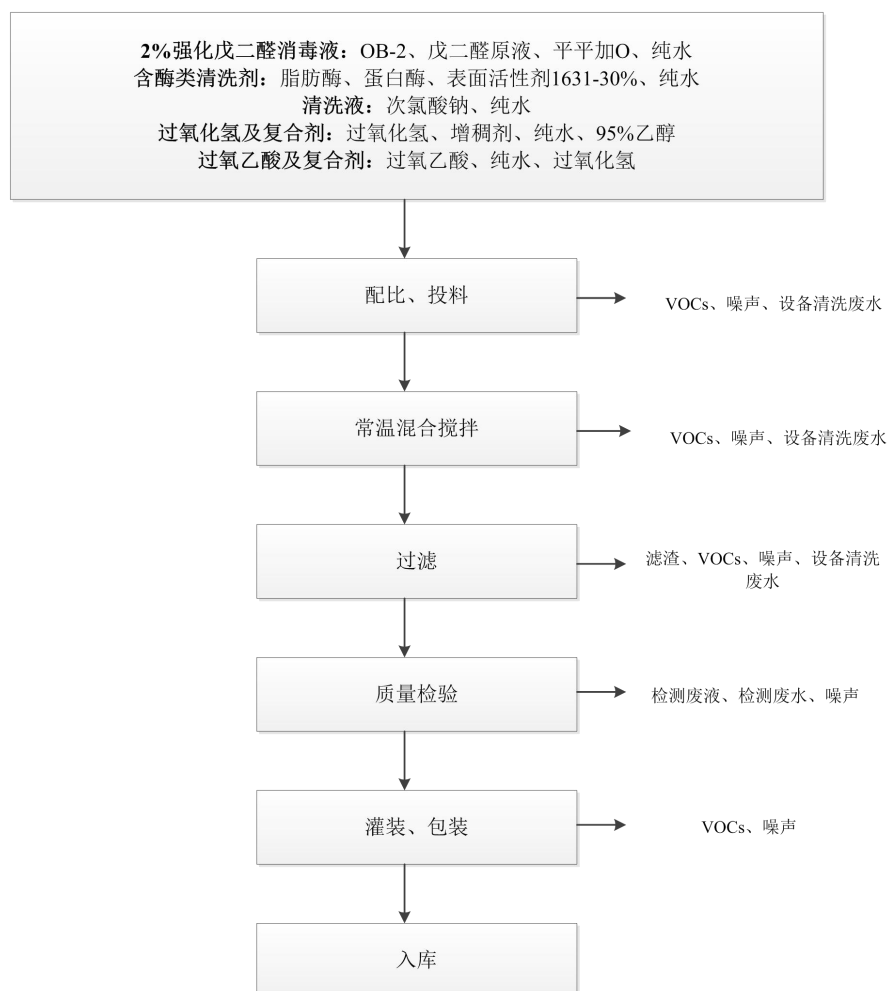 2%强化戊二醛消毒液：OB-2、戊二醛原液、平平加O、纯水
含酶类清洗剂：脂肪酶、蛋白酶、表面活性剂1631-30%、纯水
清洗液：次氯酸钠、纯水
过氧化氢及复合剂：过氧化氢、增稠剂、纯水、95%乙醇
过氧乙酸及复合剂：过氧乙酸、纯水、过氧化氢
配比、投料
VOCs、噪声、设备清洗废水
常温混合搅拌
VOCs、噪声、设备清洗废水
过滤
滤渣、VOCs、噪声、设备清洗
废水
质量检验
检测废液、检测废水、噪声
灌装、包装
VOCs、噪声
入库